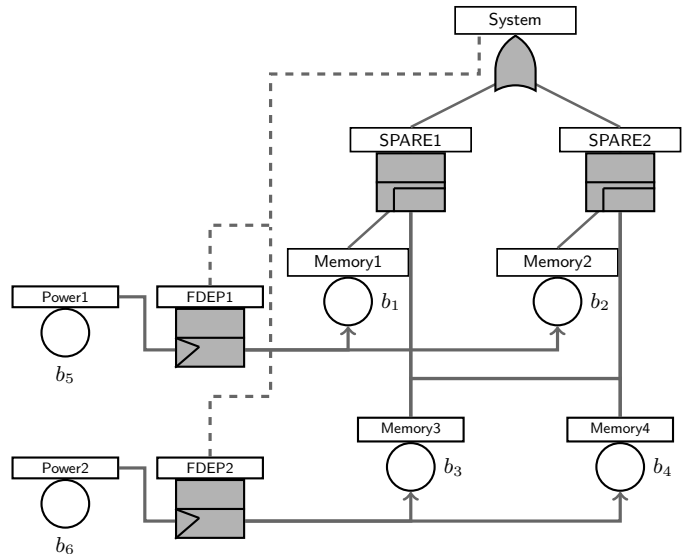 System
SPARE1
SPARE2
Memory1
Memory2
b₁
b₂
Power1
FDEP1
b₅
Memory3
Memory4
b₃
b₄
Power2
FDEP2
b₆